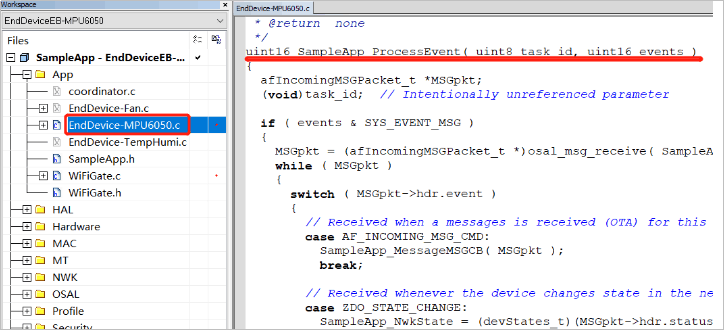 Workspace
EndDeviceEB-MPU6050
Files
SampleApp - EndDeviceEB-...
App
coordinator.c
EndDevice-Fan.c
EndDevice-MPU6050.c
EndDevice-TempHumi.c
SampleApp.h
WiFiGate.c
WiFiGate.h
HAL
Hardware
MAC
MT
NWK
OSAL
Profile
Security
EndDevice-MPU6050.c
* @return none
*/
uint16 SampleApp_ProcessEvent( uint8 task_id, uint16 events )
{
afIncomingMSGPacket_t *MSGpkt;
(void)task_id; // Intentionally unreferenced parameter
if ( events & SYS_EVENT_MSG )
{
MSGpkt = (afIncomingMSGPacket_t *)osal_msg_receive( SampleA
while ( MSGpkt )
{
switch ( MSGpkt->hdr.event )
{
// Received when a messages is received (OTA) for this
case AF_INCOMING_MSG_CMD:
SampleApp_MessageMSGCB( MSGpkt );
break;
// Received whenever the device changes state in the ne
case ZDO_STATE_CHANGE:
SampleApp_NwkState = (devStates_t)(MSGpkt->hdr.status